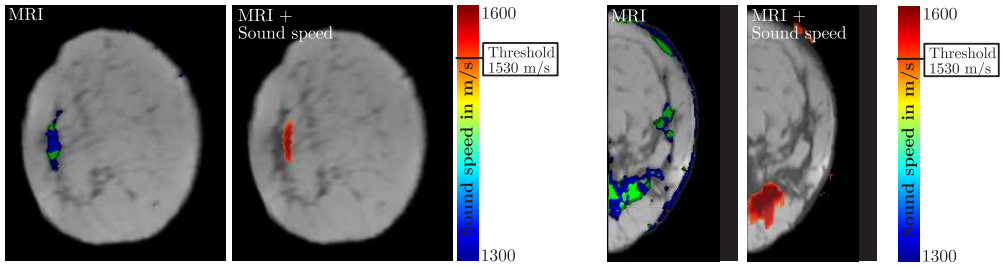 MRI
MRI +
Sound speed
1600
Threshold
1530 m/s
Sound speed in m/s
1300
MRI
MRI +
Sound speed
1600
Threshold
1530 m/s
Sound speed in m/s
1300